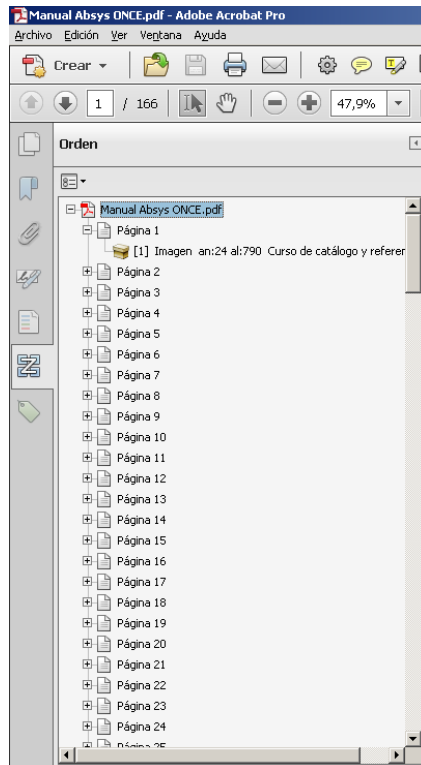 Manual Absys ONCE.pdf - Adobe Acrobat Pro
Archivo Edición Ver Ventana Ayuda
Crear
1 / 166 47,9%
Orden
Manual Absys ONCE.pdf
Página 1
[1] Imagen an:24 al:790 Curso de catálogo y referen
Página 2
Página 3
Página 4
Página 5
Página 6
Página 7
Página 8
Página 9
Página 10
Página 11
Página 12
Página 13
Página 14
Página 15
Página 16
Página 17
Página 18
Página 19
Página 20
Página 21
Página 22
Página 23
Página 24
Página 25